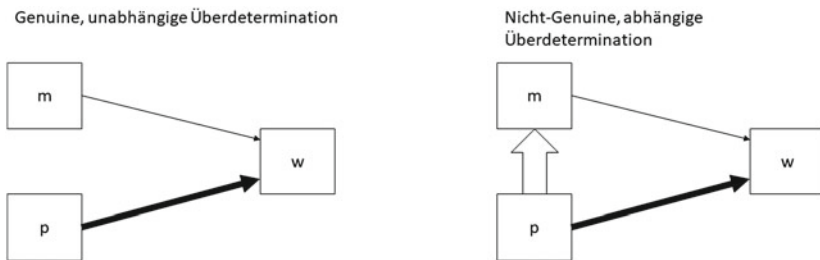 Genuine, unabhängige Überdetermination
m
w
p
Nicht-Genuine, abhängige
Überdetermination
m
w
p